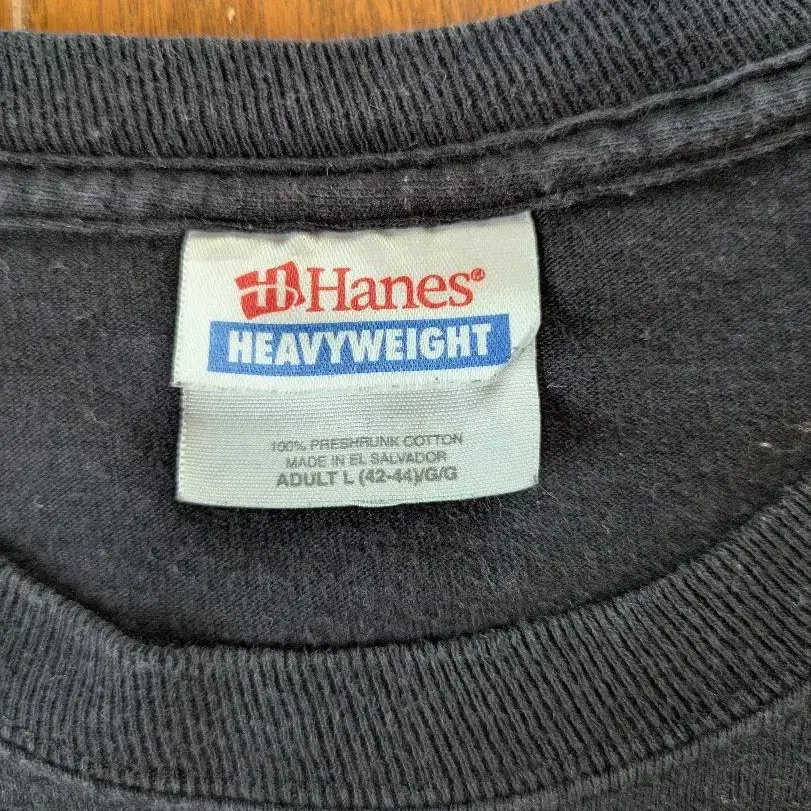 Hanes®
HEAVYWEIGHT
100% PRESHRUNK COTTON
MADE IN EL SALVADOR
ADULT L (42-44)/G/G